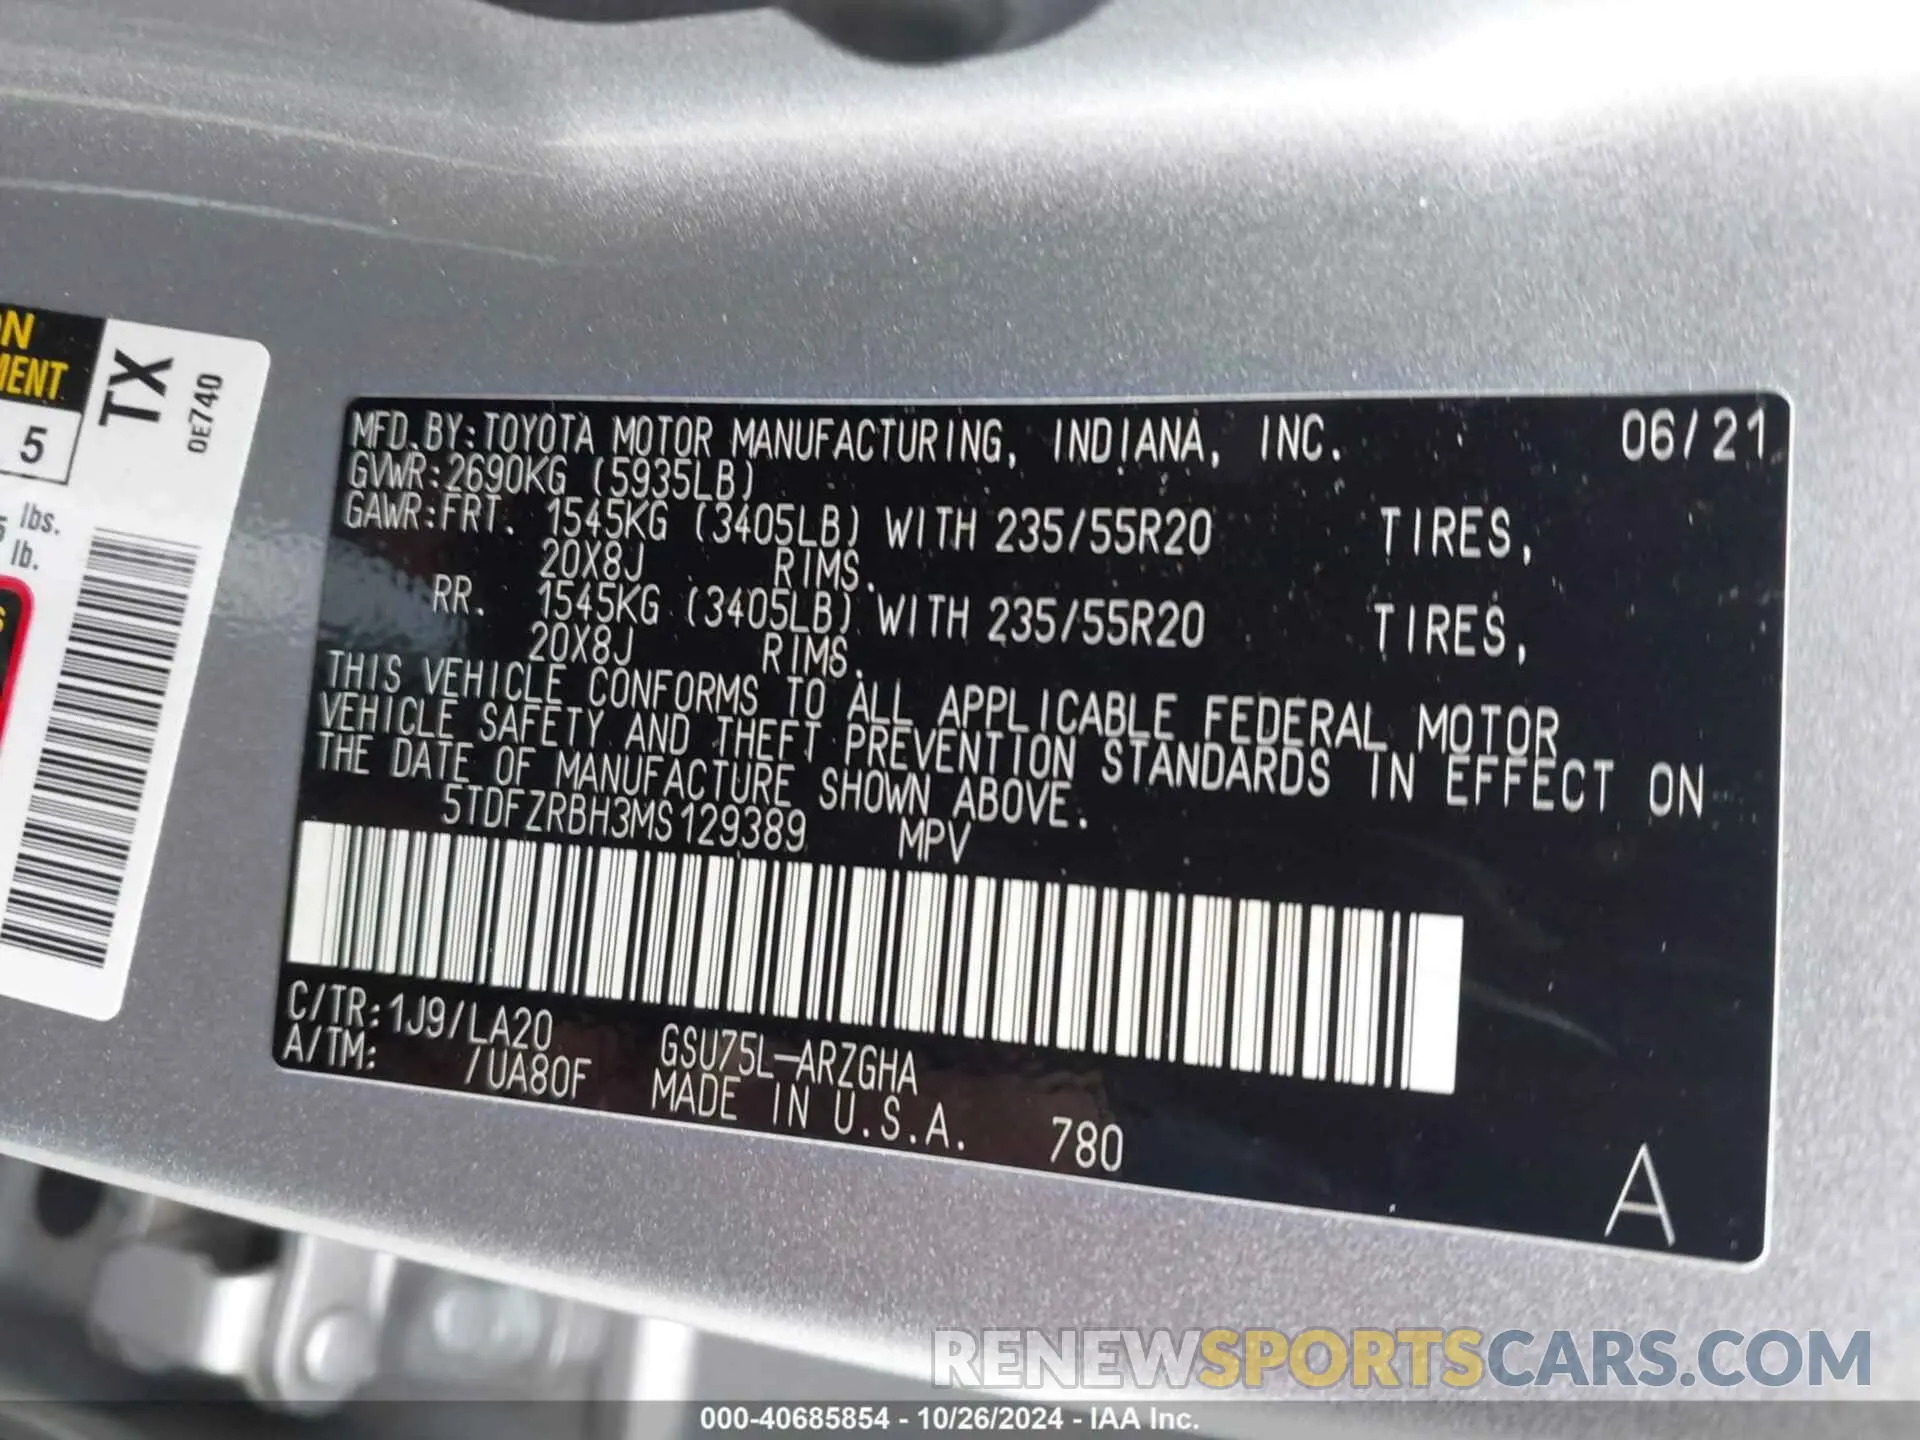 ON
MENT
5
lbs.
lb.
TX
0E740
MFD. BY: TOYOTA MOTOR MANUFACTURING, INDIANA, INC. 06/21
GVWR: 2690KG (5935LB)
GAWR: FRT. 1545KG (3405LB) WITH 235/55R20 TIRES,
20X8J RIMS.
RR. 1545KG (3405LB) WITH 235/55R20 TIRES,
20X8J RIMS.
THIS VEHICLE CONFORMS TO ALL APPLICABLE FEDERAL MOTOR
VEHICLE SAFETY AND THEFT PREVENTION STANDARDS IN EFFECT ON
THE DATE OF MANUFACTURE SHOWN ABOVE.
5TDFZRBH3MS129389 MPV
C/TR: 1J9/LA20 GSU75L-ARZGHA
A/TM: /UA80F MADE IN U.S.A. 780
A
RENEWSPORTSCARS.COM
000-40685854 - 10/26/2024 - IAA Inc.